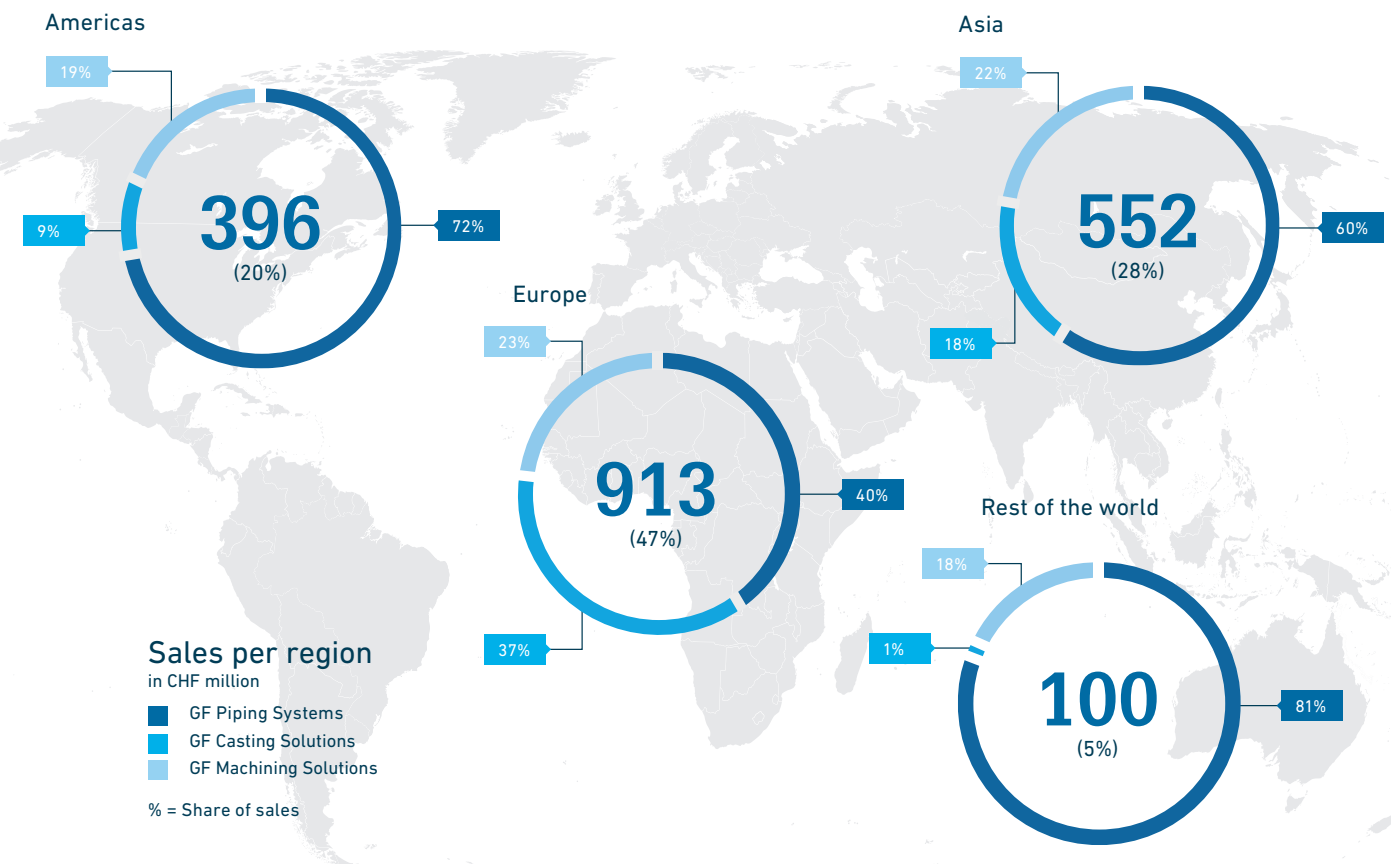 Americas
19%
9%
396
(20%)
72%
Asia
22%
552
(28%)
60%
18%
Europe
23%
913
(47%)
40%
37%
Rest of the world
18%
1%
100
(5%)
81%
Sales per region
in CHF million
GF Piping Systems
GF Casting Solutions
GF Machining Solutions
% = Share of sales